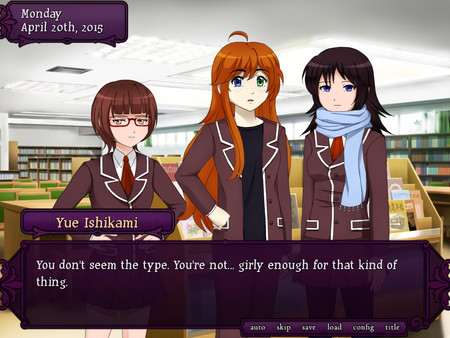 Monday
April 20th, 2015
Yue Ishikami
You don't seem the type. You're not... girly enough for that kind of
thing.
auto skip save load config title